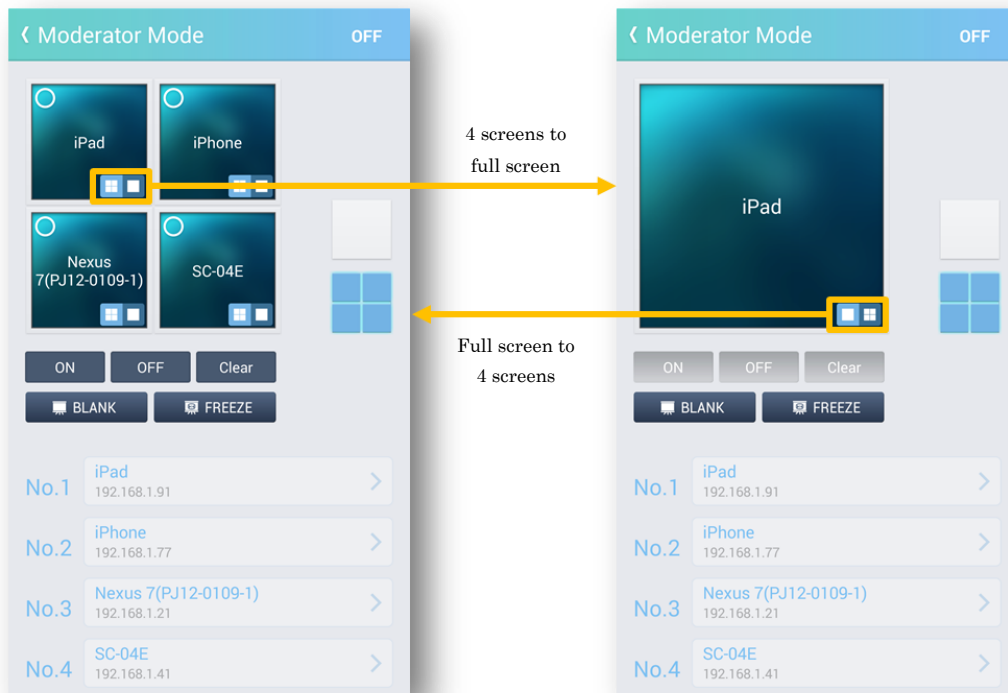 Moderator Mode
OFF
iPad
iPhone
Nexus
7(PJ12-0109-1)
SC-04E
ON
OFF
Clear
BLANK
FREEZE
No.1
iPad
192.168.1.91
No.2
iPhone
192.168.1.77
No.3
Nexus 7(PJ12-0109-1)
192.168.1.21
No.4
SC-04E
192.168.1.41
4 screens to
full screen
Full screen to
4 screens
Moderator Mode
OFF
iPad
ON
OFF
Clear
BLANK
FREEZE
No.1
iPad
192.168.1.91
No.2
iPhone
192.168.1.77
No.3
Nexus 7(PJ12-0109-1)
192.168.1.21
No.4
SC-04E
192.168.1.41